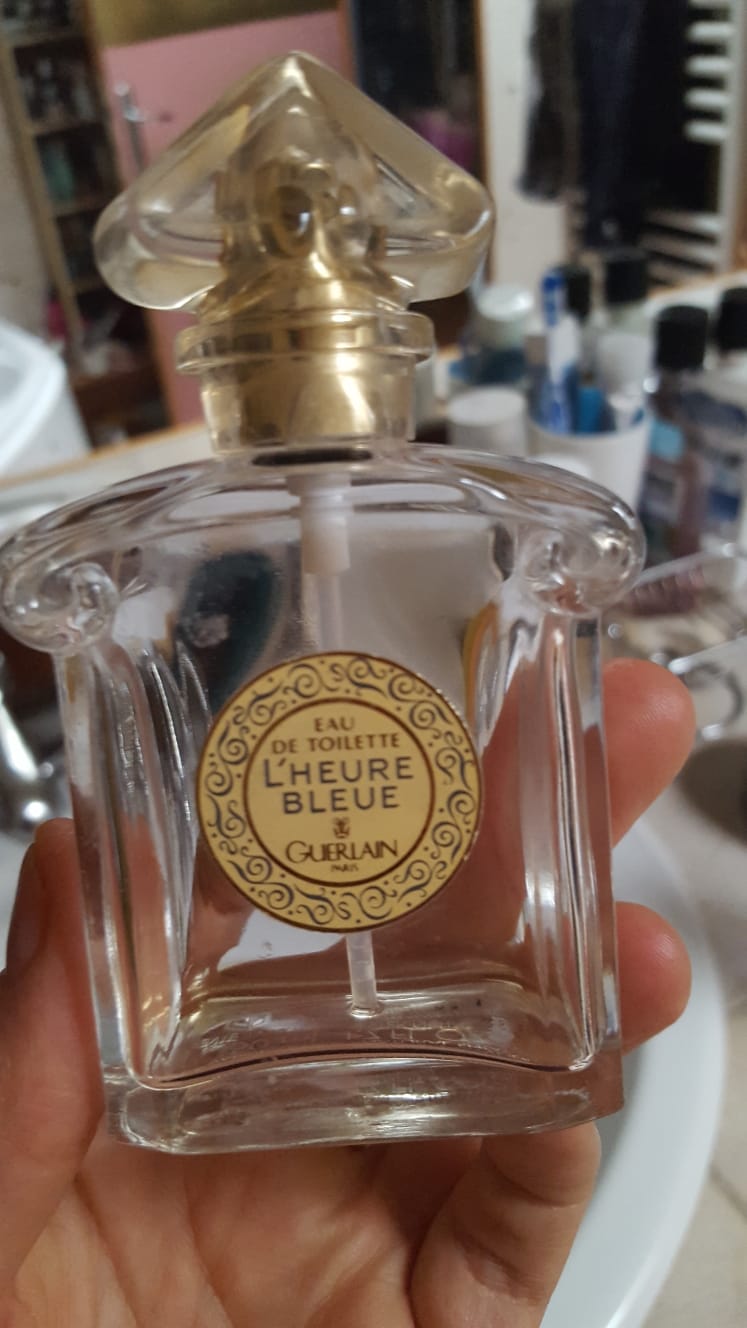 EAU
DE TOILETTE
L'HEURE
BLEUE
GUERLAIN
PARIS